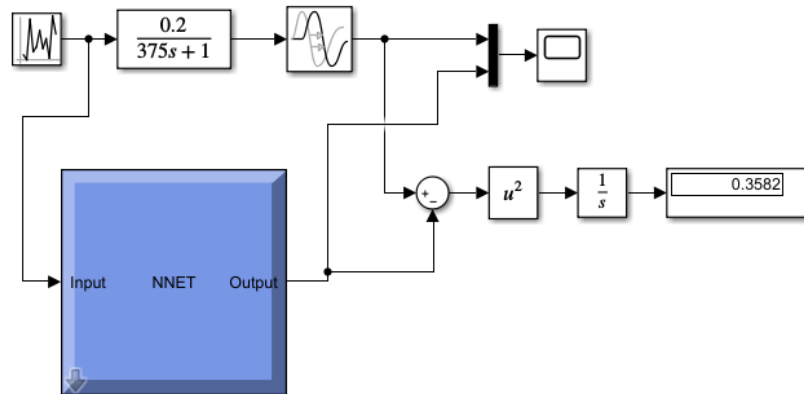 0.2
375s + 1
+
−
u²
1
s
0.3582
Input NNET Output